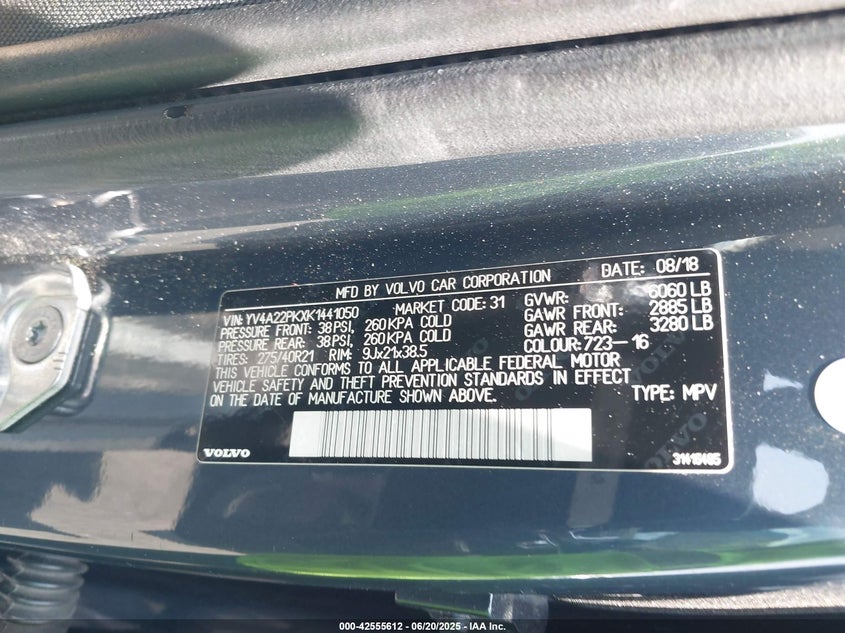 MFD BY VOLVO CAR CORPORATION DATE: 08/18
VIN: YV4A22PKXK1441050 MARKET CODE: 31 GVWR: 6060 LB
PRESSURE FRONT: 38 PSI, 260 KPA COLD GAWR FRONT: 2885 LB
PRESSURE REAR: 38 PSI, 260 KPA COLD GAWR REAR: 3280 LB
TIRES: 275/40R21 RIM: 9Jx21x38.5 COLOUR: 723-16
THIS VEHICLE CONFORMS TO ALL APPLICABLE FEDERAL MOTOR
VEHICLE SAFETY AND THEFT PREVENTION STANDARDS IN EFFECT
ON THE DATE OF MANUFACTURE SHOWN ABOVE. TYPE: MPV
VOLVO
000-42555612 - 06/20/2025 - IAA Inc.